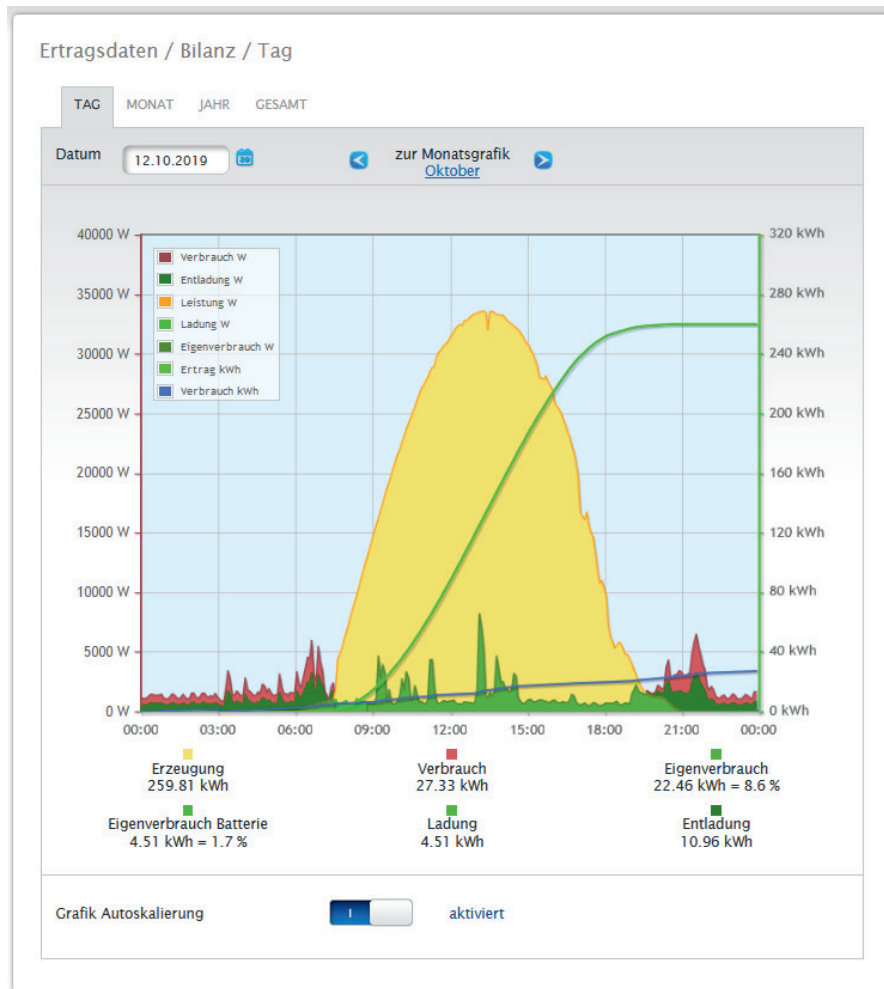 Ertragsdaten / Bilanz / Tag
TAG MONAT JAHR GESAMT
Datum 12.10.2019 zur Monatsgrafik
Oktober
40000 W 320 kWh
Verbrauch W
Entladung W
35000 W 280 kWh
Leistung W
Ladung W
Eigenverbrauch W
30000 W 240 kWh
Ertrag kWh
Verbrauch kWh
25000 W 200 kWh
20000 W 160 kWh
15000 W 120 kWh
10000 W 80 kWh
5000 W 40 kWh
0 W 0 kWh
00:00 03:00 06:00 09:00 12:00 15:00 18:00 21:00 00:00
Erzeugung Verbrauch Eigenverbrauch
259.81 kWh 27.33 kWh 22.46 kWh = 8.6 %
Eigenverbrauch Batterie Ladung Entladung
4.51 kWh = 1.7 % 4.51 kWh 10.96 kWh
Grafik Autoskalierung I aktiviert